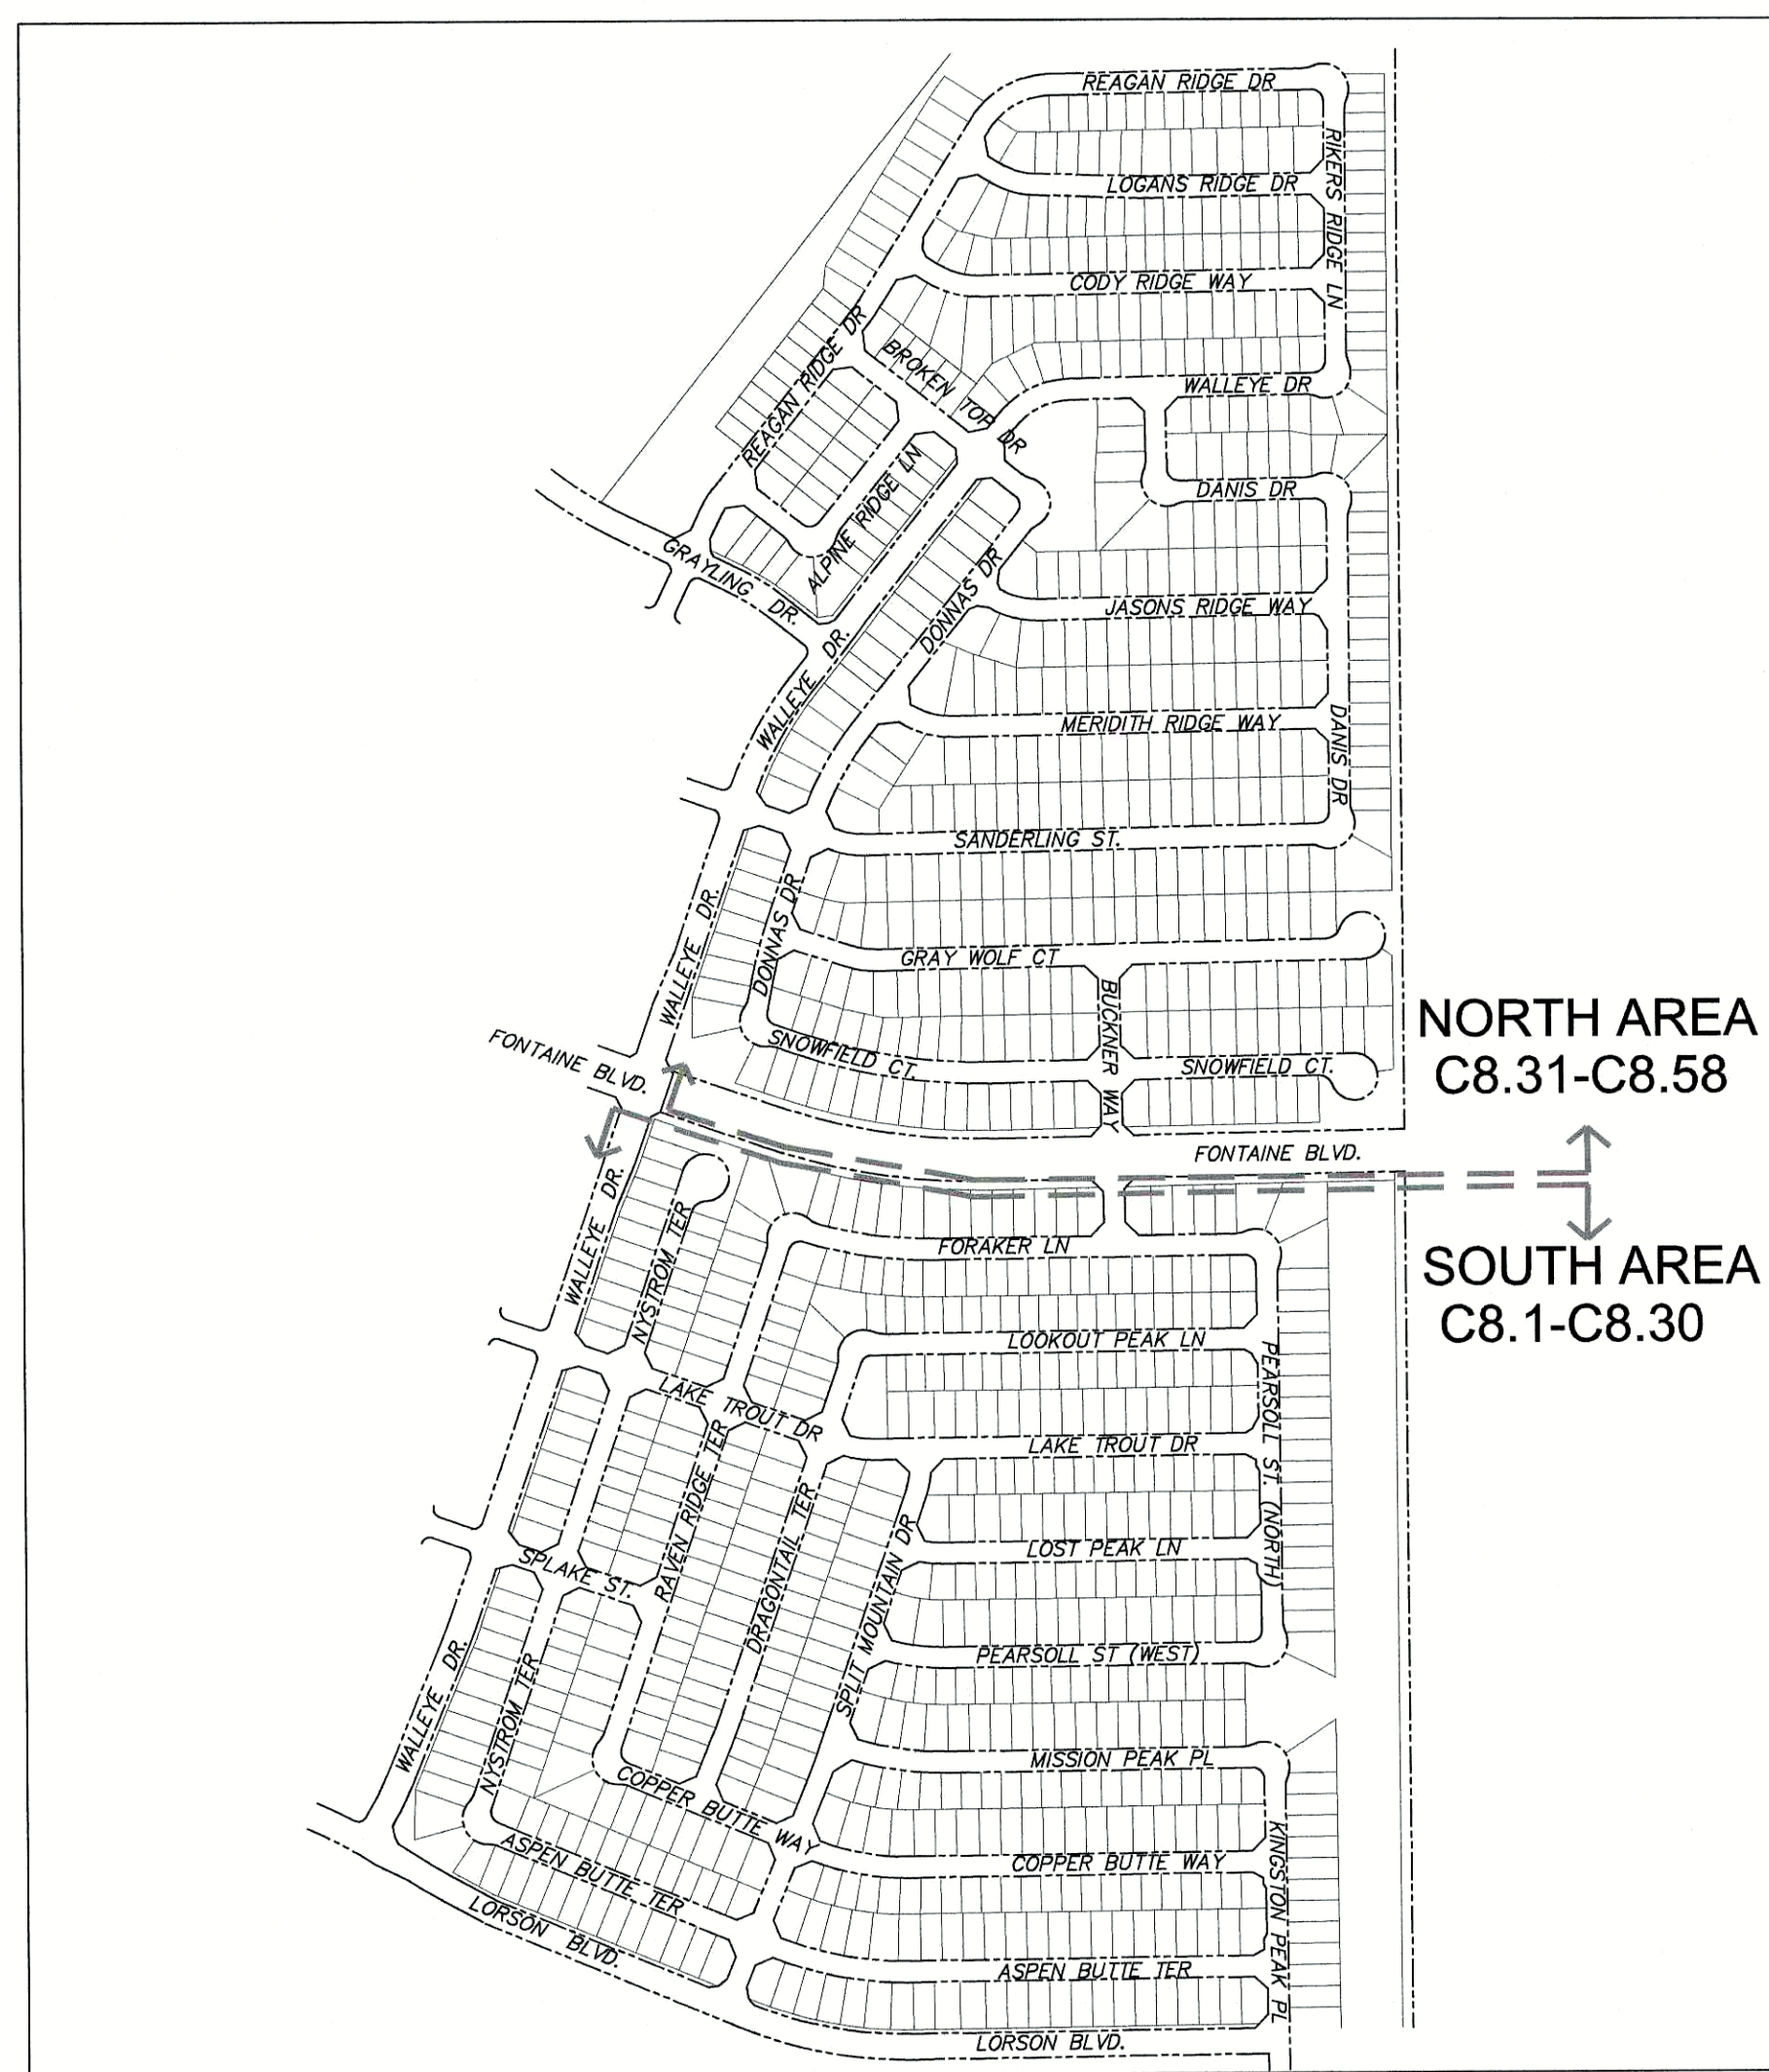 REAGAN RIDGE DR
RIKERS RIDGE LN
LOGANS RIDGE DR
CODY RIDGE WAY
REAGAN RIDGE DR
BROKEN TOP DR
WALLEYE DR
ALPINE RIDGE LN
DANIS DR
GRAYLING DR.
DONNAS DR
JASONS RIDGE WAY
WALLEYE DR.
MERIDITH RIDGE WAY
DANIS DR
SANDERLING ST.
WALLEYE DR.
DONNAS DR
GRAY WOLF CT
BUCKNER WAY
NORTH AREA
C8.31-C8.58
FONTAINE BLVD.
SNOWFIELD CT.
SNOWFIELD CT.
FONTAINE BLVD.
WALLEYE DR.
NYSTROM TER
FORAKER LN
SOUTH AREA
C8.1-C8.30
LOOKOUT PEAK LN
PEARSOLL ST. (NORTH)
LAKE TROUT DR
LAKE TROUT DR
RAVEN RIDGE TER
DRAGONTAIL TER
SPLIT MOUNTAIN DR
LOST PEAK LN
SPLAKE ST.
PEARSOLL ST (WEST)
WALLEYE DR.
NYSTROM TER
MISSION PEAK PL
COPPER BUTTE WAY
KINGSTON PEAK PL
COPPER BUTTE WAY
ASPEN BUTTE TER
LORSON BLVD.
ASPEN BUTTE TER
LORSON BLVD.